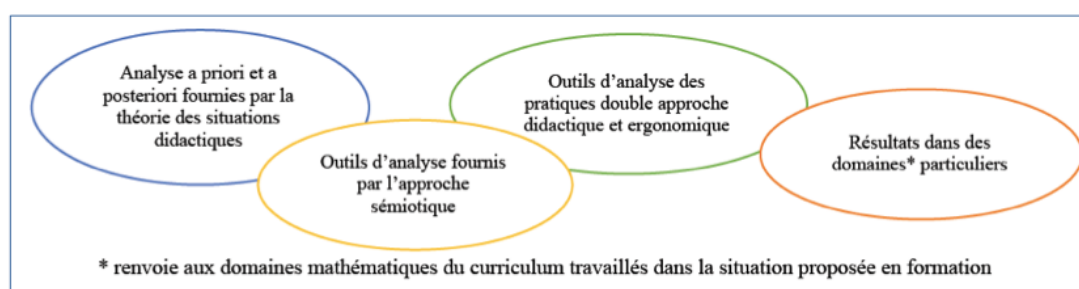 Analyse a priori et a
posteriori fournies par la
théorie des situations
didactiques
Outils d’analyse fournis
par l’approche
sémiotique
Outils d’analyse des
pratiques double approche
didactique et ergonomique
Résultats dans des
domaines* particuliers
* renvoie aux domaines mathématiques du curriculum travaillés dans la situation proposée en formation